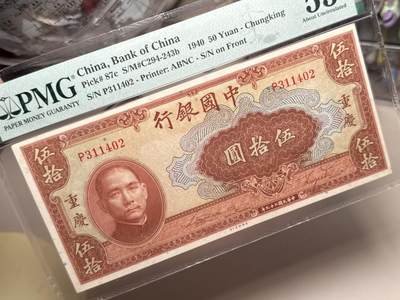 China, Bank of China
Pick# 87c S/M#C294-243b 1940 50 Yuan - Chungking
S/N P311402 - Printer: ABNC - S/N on Front
PMG
PAPER MONEY GUARANTY
About Uncirculated
行銀國中
P311402
P311402
圓拾伍
伍拾
伍拾
重慶
重慶
伍拾
伍拾